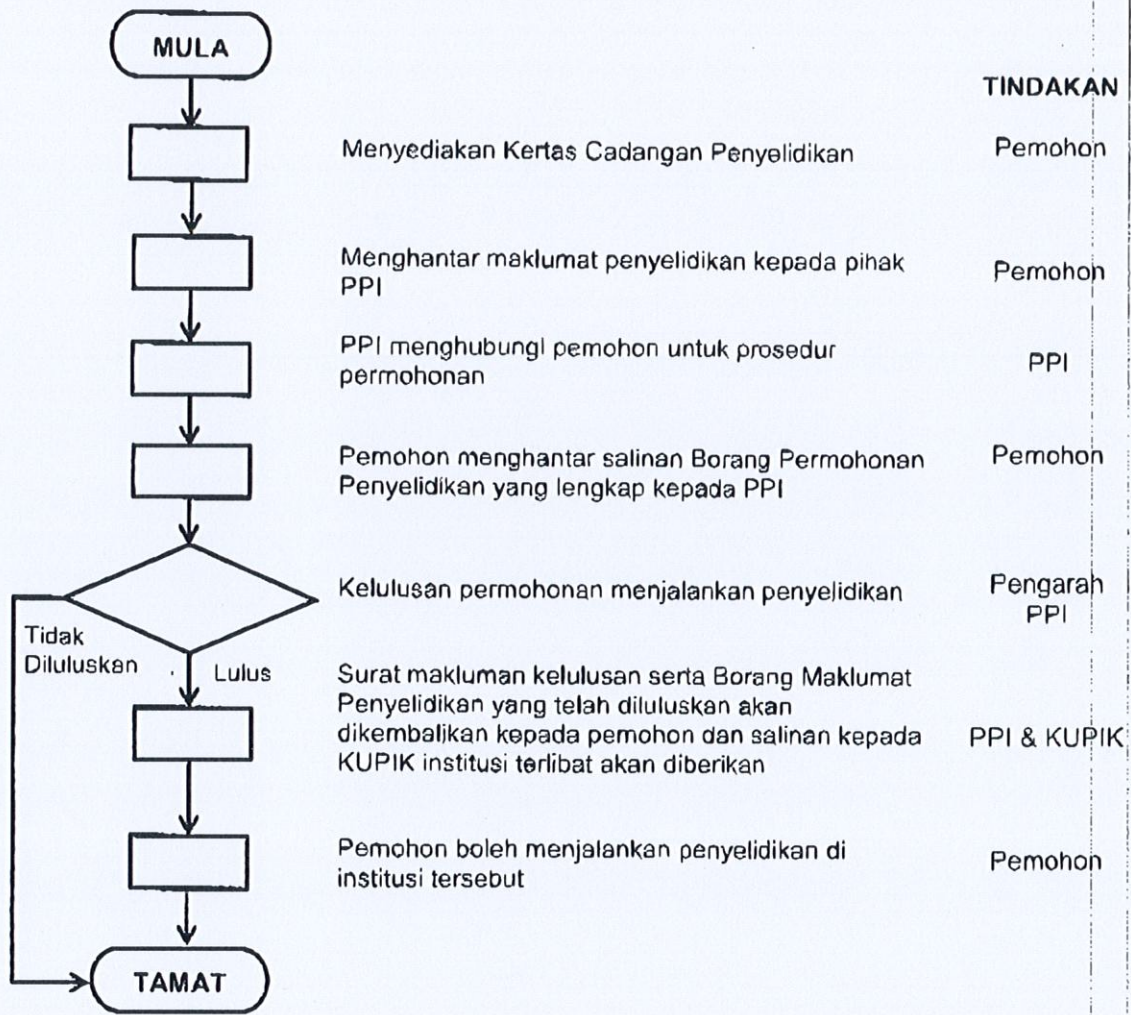 MULA
TINDAKAN
Menyediakan Kertas Cadangan Penyelidikan
Pemohon
Menghantar maklumat penyelidikan kepada pihak
PPI
Pemohon
PPI menghubungi pemohon untuk prosedur
permohonan
PPI
Pemohon menghantar salinan Borang Permohonan
Penyelidikan yang lengkap kepada PPI
Pemohon
Kelulusan permohonan menjalankan penyelidikan
Pengarah
PPI
Tidak
Diluluskan
Lulus
Surat makluman kelulusan serta Borang Maklumat
Penyelidikan yang telah diluluskan akan
dikembalikan kepada pemohon dan salinan kepada
KUPIK institusi terlibat akan diberikan
PPI & KUPIK
Pemohon boleh menjalankan penyelidikan di
institusi tersebut
Pemohon
TAMAT